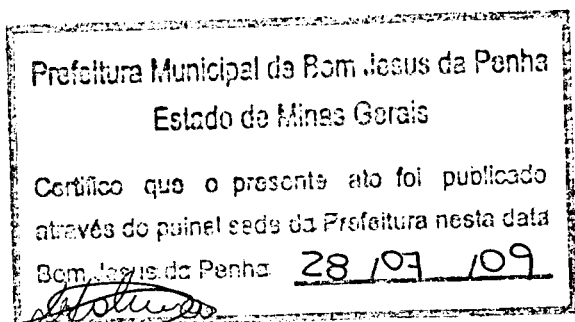 Prefeitura Municipal de Bom Jesus da Penha
Estado de Minas Gerais
Certifico que o presente ato foi publicado
através do painel sede da Prefeitura nesta data
Bom Jesus da Penha 28 / 07 / 09